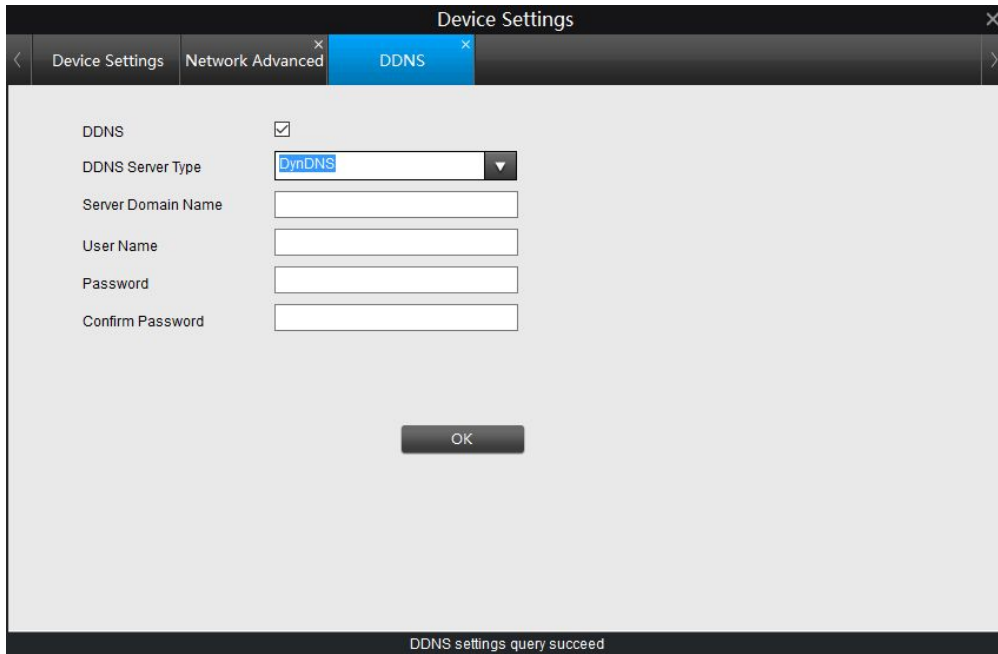 Device Settings
Device Settings Network Advanced DDNS
DDNS
DDNS Server Type DynDNS
Server Domain Name
User Name
Password
Confirm Password
OK
DDNS settings query succeed